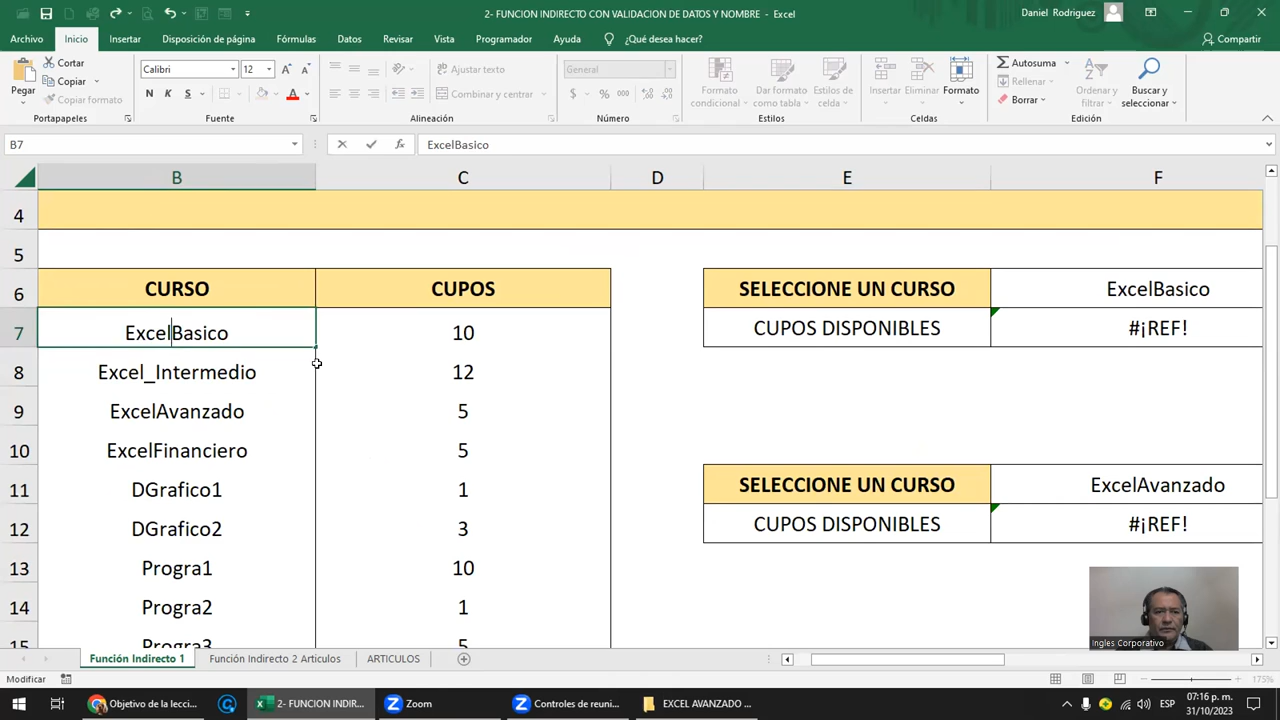 2- FUNCION INDIRECTO CON VALIDACION DE DATOS Y NOMBRE - Excel
Daniel Rodriguez
Archivo Inicio Insertar Disposición de página Fórmulas Datos Revisar Vista Programador Ayuda ¿Qué desea hacer? Compartir
Pegar
Cortar
Copiar
Copiar formato
Portapapeles
Calibri 12
N K S
Fuente
Ajustar texto
Combinar y centrar
Alineación
General
$ % 000
Número
Formato condicional
Dar formato como tabla
Estilos de celda
Estilos
Insertar Eliminar Formato
Celdas
Autosuma
Rellenar
Borrar
Ordenar y filtrar
Buscar y seleccionar
Edición
B7 fx ExcelBasico
B C D E F
4
5
6 CURSO CUPOS SELECCIONE UN CURSO ExcelBasico
7 ExcelBasico 10 CUPOS DISPONIBLES #¡REF!
8 Excel_Intermedio 12
9 ExcelAvanzado 5
10 ExcelFinanciero 5
11 DGrafico1 1 SELECCIONE UN CURSO ExcelAvanzado
12 DGrafico2 3 CUPOS DISPONIBLES #¡REF!
13 Progra1 10
14 Progra2 1
15 Progra3 5
Ingles Corporativo
Función Indirecto 1 Función Indirecto 2 Articulos ARTICULOS
Modificar 175%
Objetivo de la lecci... 2- FUNCION INDIR... Zoom Controles de reuni... EXCEL AVANZADO ... ESP 07:16 p. m.
31/10/2023